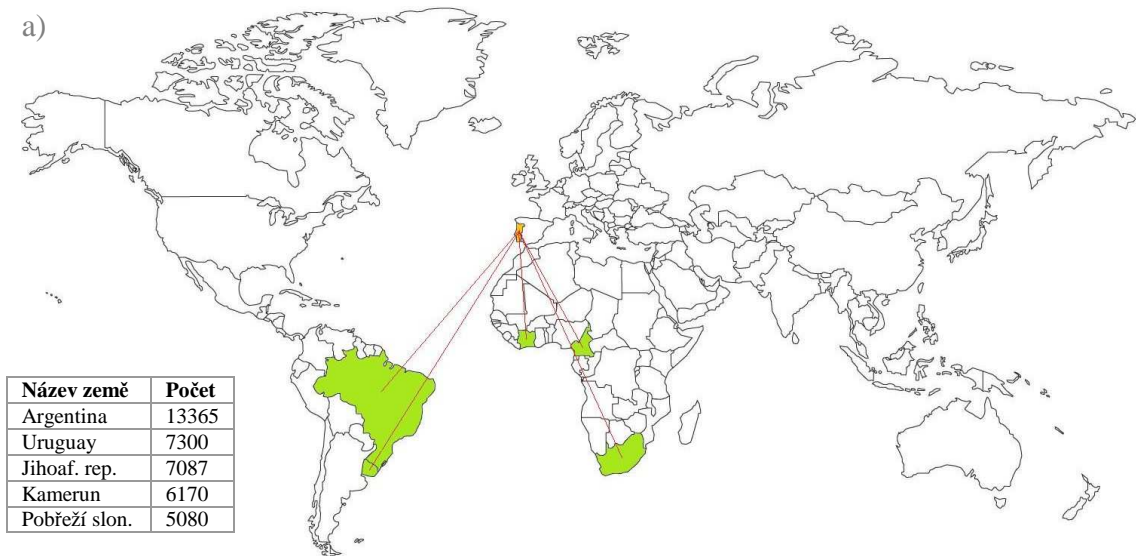 a)
Název země Počet
Argentina 13365
Uruguay 7300
Jihoaf. rep. 7087
Kamerun 6170
Pobřeží slon. 5080